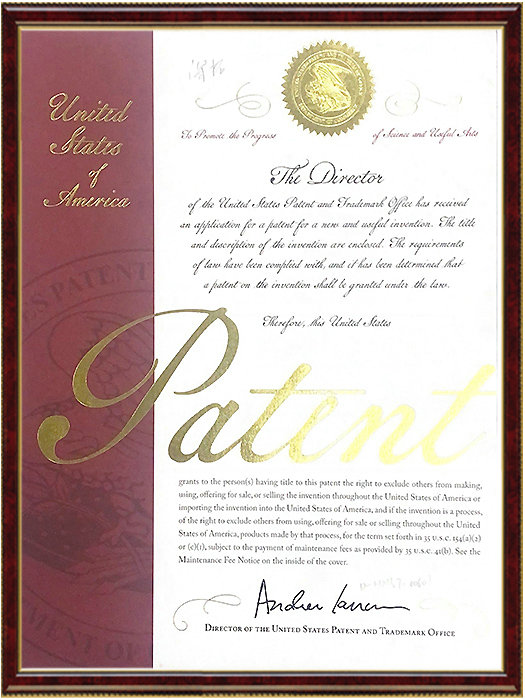 United
States
of
America
To Promote the Progress
of Science and Useful Arts
The Director
of the United States Patent and Trademark Office has received
an application for a patent for a new and useful invention. The title
and description of the invention are enclosed. The requirements
of law have been complied with, and it has been determined that
a patent on the invention shall be granted under the law.
Therefore, this United States
Patent
grants to the person(s) having title to this patent the right to exclude others from making,
using, offering for sale, or selling the invention throughout the United States of America or
importing the invention into the United States of America, and if the invention is a process,
of the right to exclude others from using, offering for sale or selling throughout the United
States of America, products made by that process, for the term set forth in 35 U.S.C. 154(a)(2)
or (c)(1), subject to the payment of maintenance fees as provided by 35 U.S.C. 41(b). See the
Maintenance Fee Notice on the inside of the cover.
DIRECTOR OF THE UNITED STATES PATENT AND TRADEMARK OFFICE